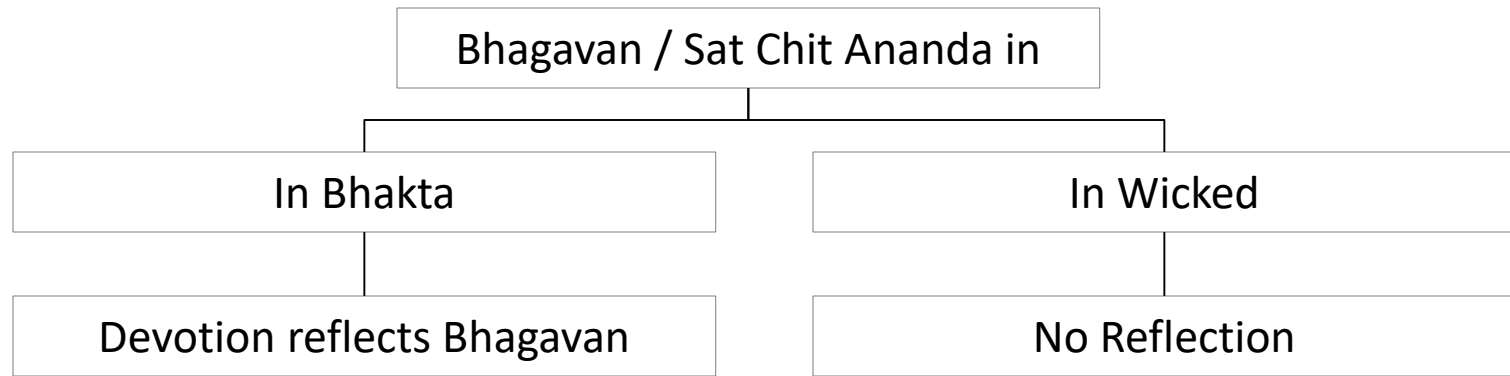 Bhagavan / Sat Chit Ananda in
In Bhakta
In Wicked
Devotion reflects Bhagavan
No Reflection